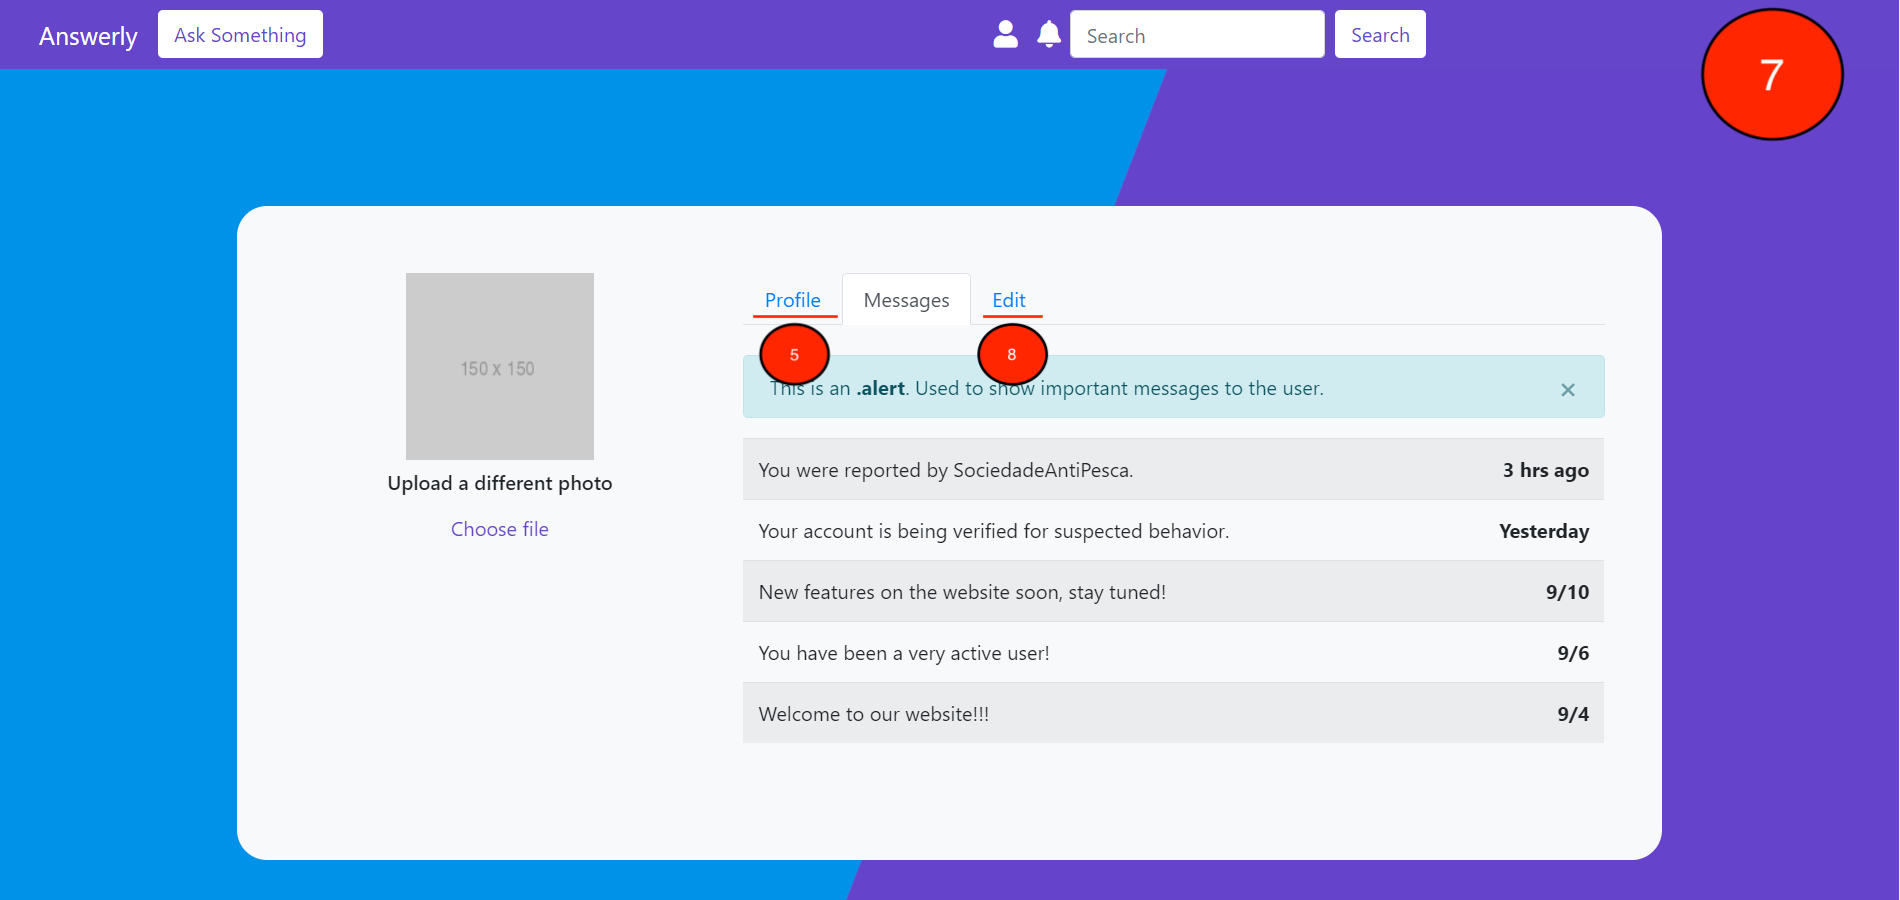 Answerly
Ask Something
Search
Search
7
150 x 150
Upload a different photo
Choose file
Profile
Messages
Edit
5
8
This is an .alert. Used to show important messages to the user. ×
You were reported by SociedadeAntiPesca. 3 hrs ago
Your account is being verified for suspected behavior. Yesterday
New features on the website soon, stay tuned! 9/10
You have been a very active user! 9/6
Welcome to our website!!! 9/4